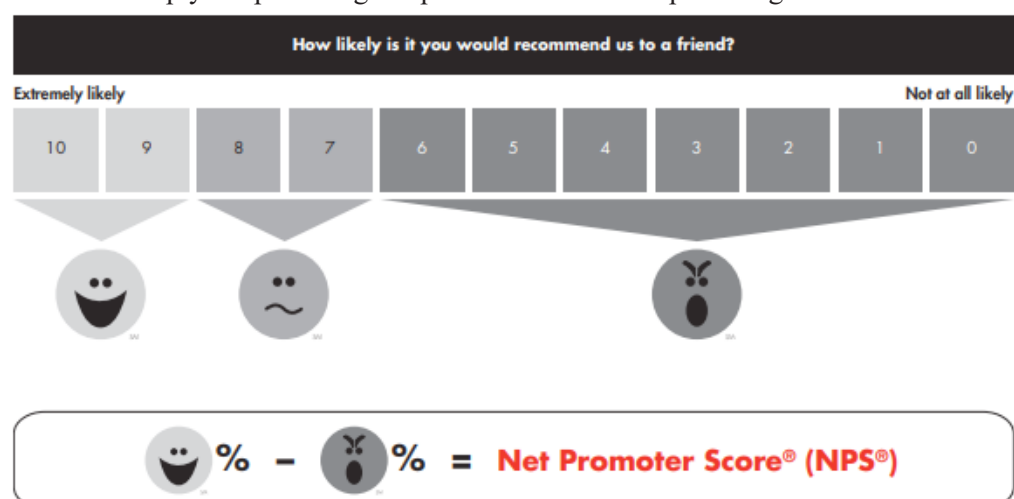 How likely is it you would recommend us to a friend?
Extremely likely Not at all likely
10 9 8 7 6 5 4 3 2 1 0
% – % = Net Promoter Score® (NPS®)